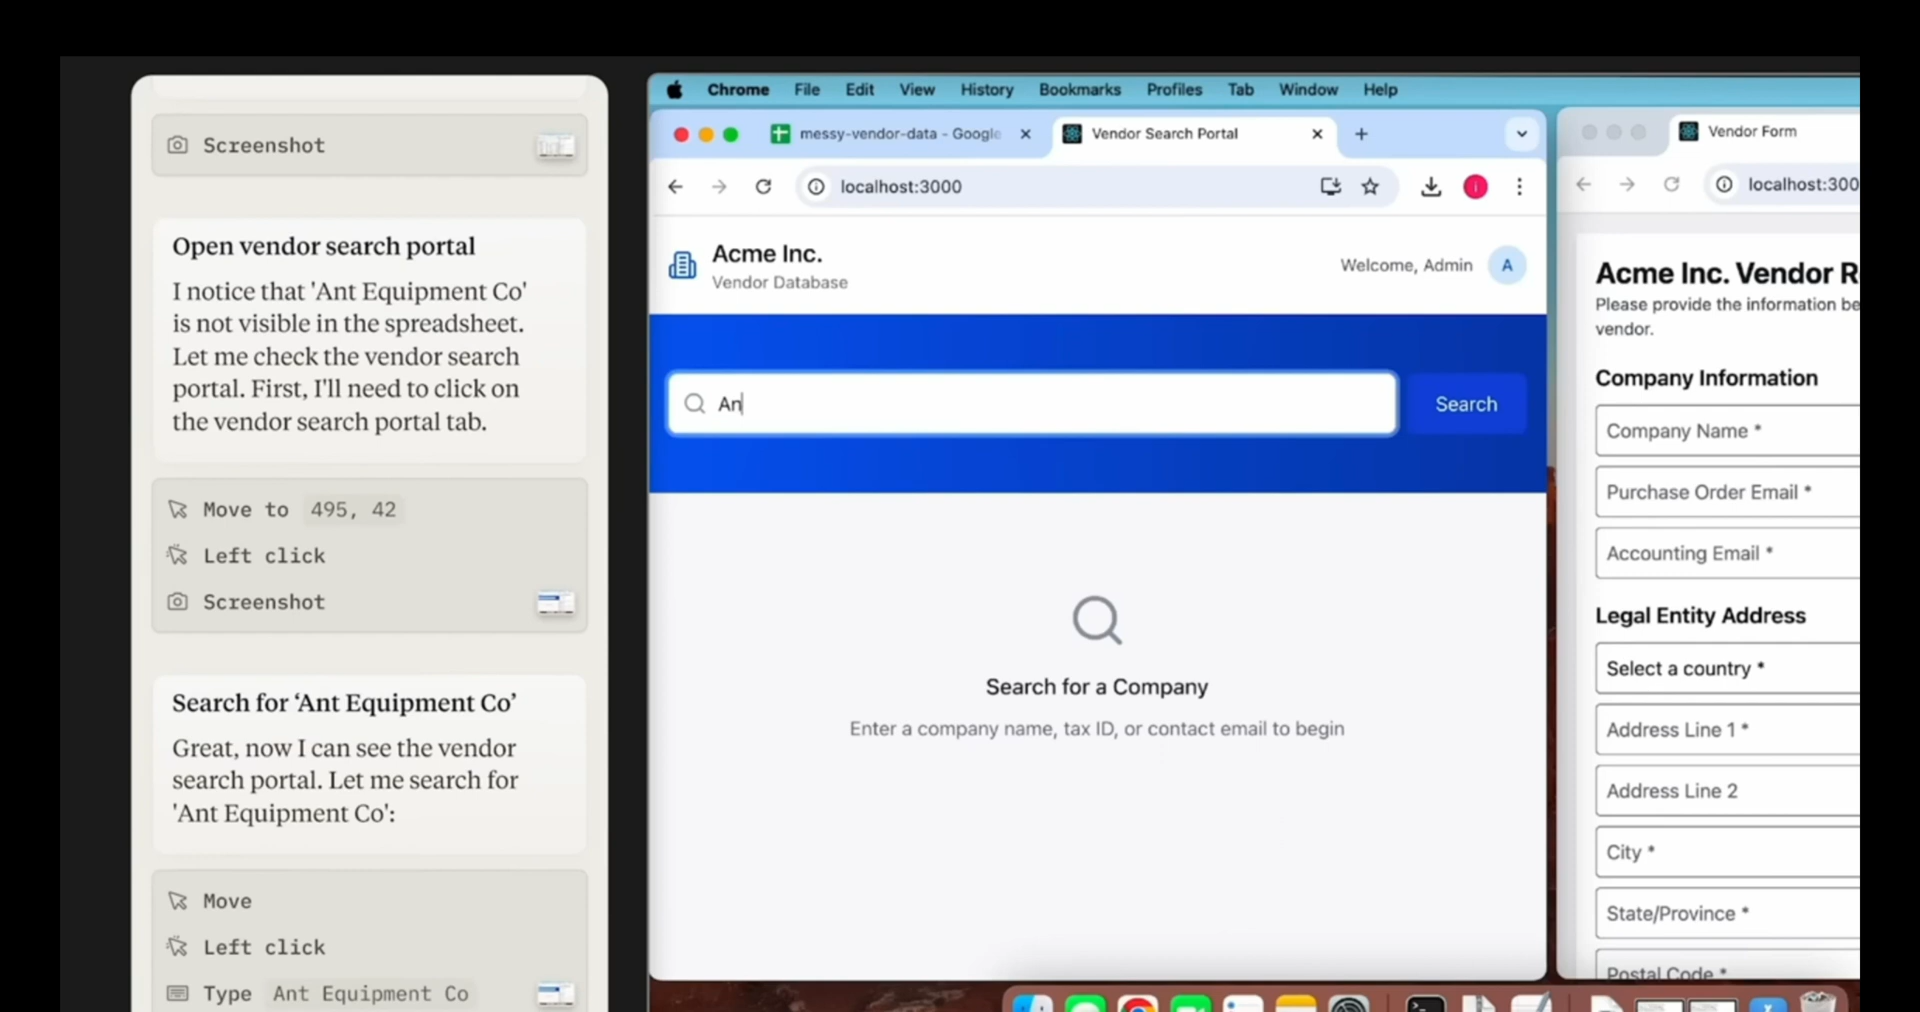 Screenshot
Open vendor search portal
I notice that 'Ant Equipment Co'
is not visible in the spreadsheet.
Let me check the vendor search
portal. First, I'll need to click on
the vendor search portal tab.
Move to 495, 42
Left click
Screenshot
Search for ‘Ant Equipment Co’
Great, now I can see the vendor
search portal. Let me search for
'Ant Equipment Co':
Move
Left click
Type Ant Equipment Co
Chrome File Edit View History Bookmarks Profiles Tab Window Help
messy-vendor-data - Google
Vendor Search Portal
localhost:3000
Acme Inc.
Vendor Database
Welcome, Admin
A
An
Search
Search for a Company
Enter a company name, tax ID, or contact email to begin
Vendor Form
localhost:300
Acme Inc. Vendor R
Please provide the information be
vendor.
Company Information
Company Name *
Purchase Order Email *
Accounting Email *
Legal Entity Address
Select a country *
Address Line 1 *
Address Line 2
City *
State/Province *
Postal Code *